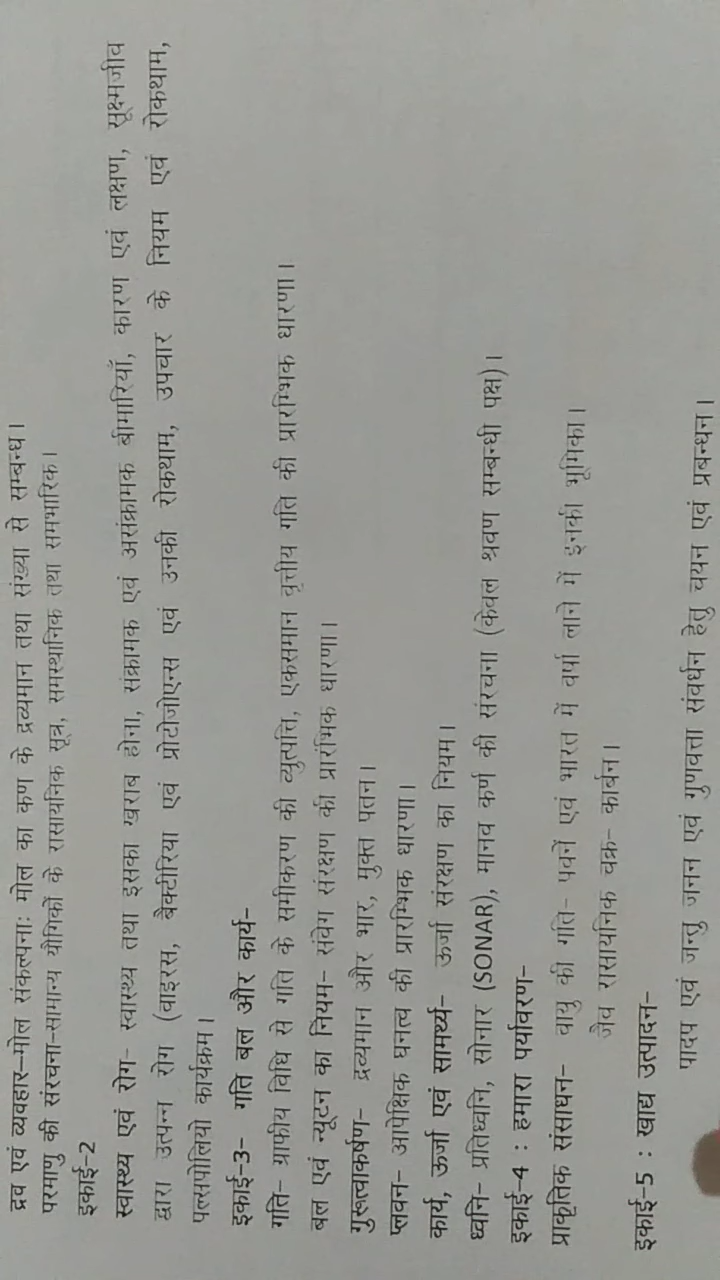 द्रव एवं व्यवहार–मोल संकल्पनाः मोल का कण के द्रव्यमान तथा संख्या से सम्बन्ध।
परमाणु की संरचना–सामान्य यौगिकों के रासायनिक सूत्र, समस्थानिक तथा समभारिक।
इकाई–2
स्वास्थ्य एवं रोग– स्वास्थ्य तथा इसका खराब होना, संक्रामक एवं असंक्रामक बीमारियाँ, कारण एवं लक्षण, सूक्ष्मजीव
द्वारा उत्पन्न रोग (वाइरस, बैक्टीरिया एवं प्रोटोजोएन्स एवं उनकी रोकथाम, उपचार के नियम एवं रोकथाम,
पल्सपोलियो कार्यक्रम।
इकाई–3– गति बल और कार्य–
गति– ग्राफीय विधि से गति के समीकरण की व्युत्पत्ति, एकसमान वृत्तीय गति की प्रारम्भिक धारणा।
बल एवं न्यूटन का नियम– संवेग संरक्षण की प्रारंभिक धारणा।
गुरूत्वाकर्षण– द्रव्यमान और भार, मुक्त पतन।
प्लवन– आपेक्षिक घनत्व की प्रारम्भिक धारणा।
कार्य, ऊर्जा एवं सामर्थ्य– ऊर्जा संरक्षण का नियम।
ध्वनि– प्रतिध्वनि, सोनार (SONAR), मानव कर्ण की संरचना (केवल श्रवण सम्बन्धी पक्ष)।
इकाई–4 : हमारा पर्यावरण–
प्राकृतिक संसाधन– वायु की गति– पवनें एवं भारत में वर्षा लाने में इनकी भूमिका।
जैव रासायनिक चक्र– कार्बन।
इकाई–5 : खाद्य उत्पादन–
पादप एवं जन्तु जनन एवं गुणवत्ता संवर्धन हेतु चयन एवं प्रबन्धन।